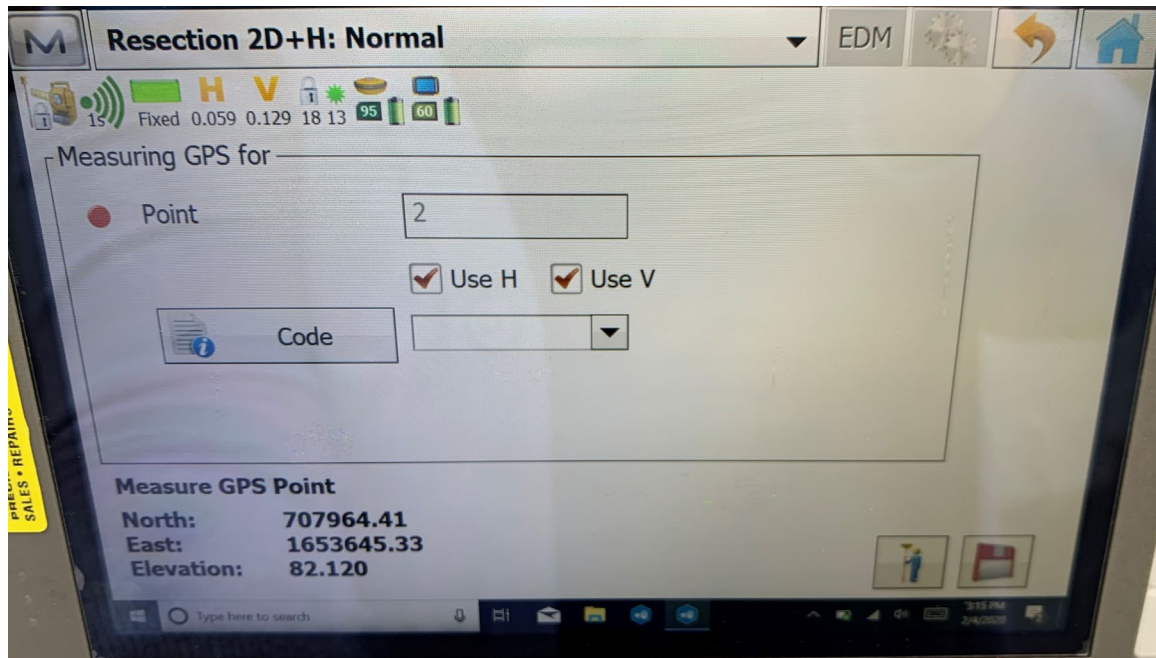 M Resection 2D+H: Normal EDM
H V
1s Fixed 0.059 0.129 18 13 95 60
Measuring GPS for
Point 2
Use H Use V
Code
Measure GPS Point
North: 707964.41
East: 1653645.33
Elevation: 82.120
Type here to search
3:15 PM
2/4/2020
SALES • REPAIRS